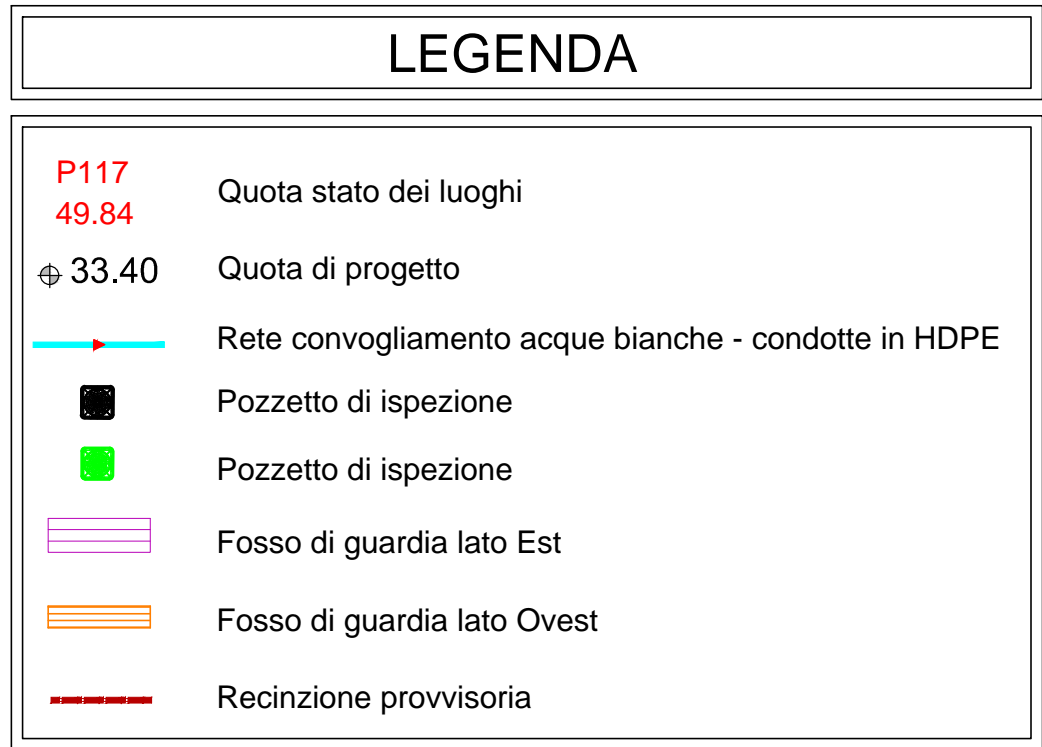 LEGENDA
P117
49.84
Quota stato dei luoghi
33.40
Quota di progetto
Rete convogliamento acque bianche - condotte in HDPE
Pozzetto di ispezione
Pozzetto di ispezione
Fosso di guardia lato Est
Fosso di guardia lato Ovest
Recinzione provvisoria